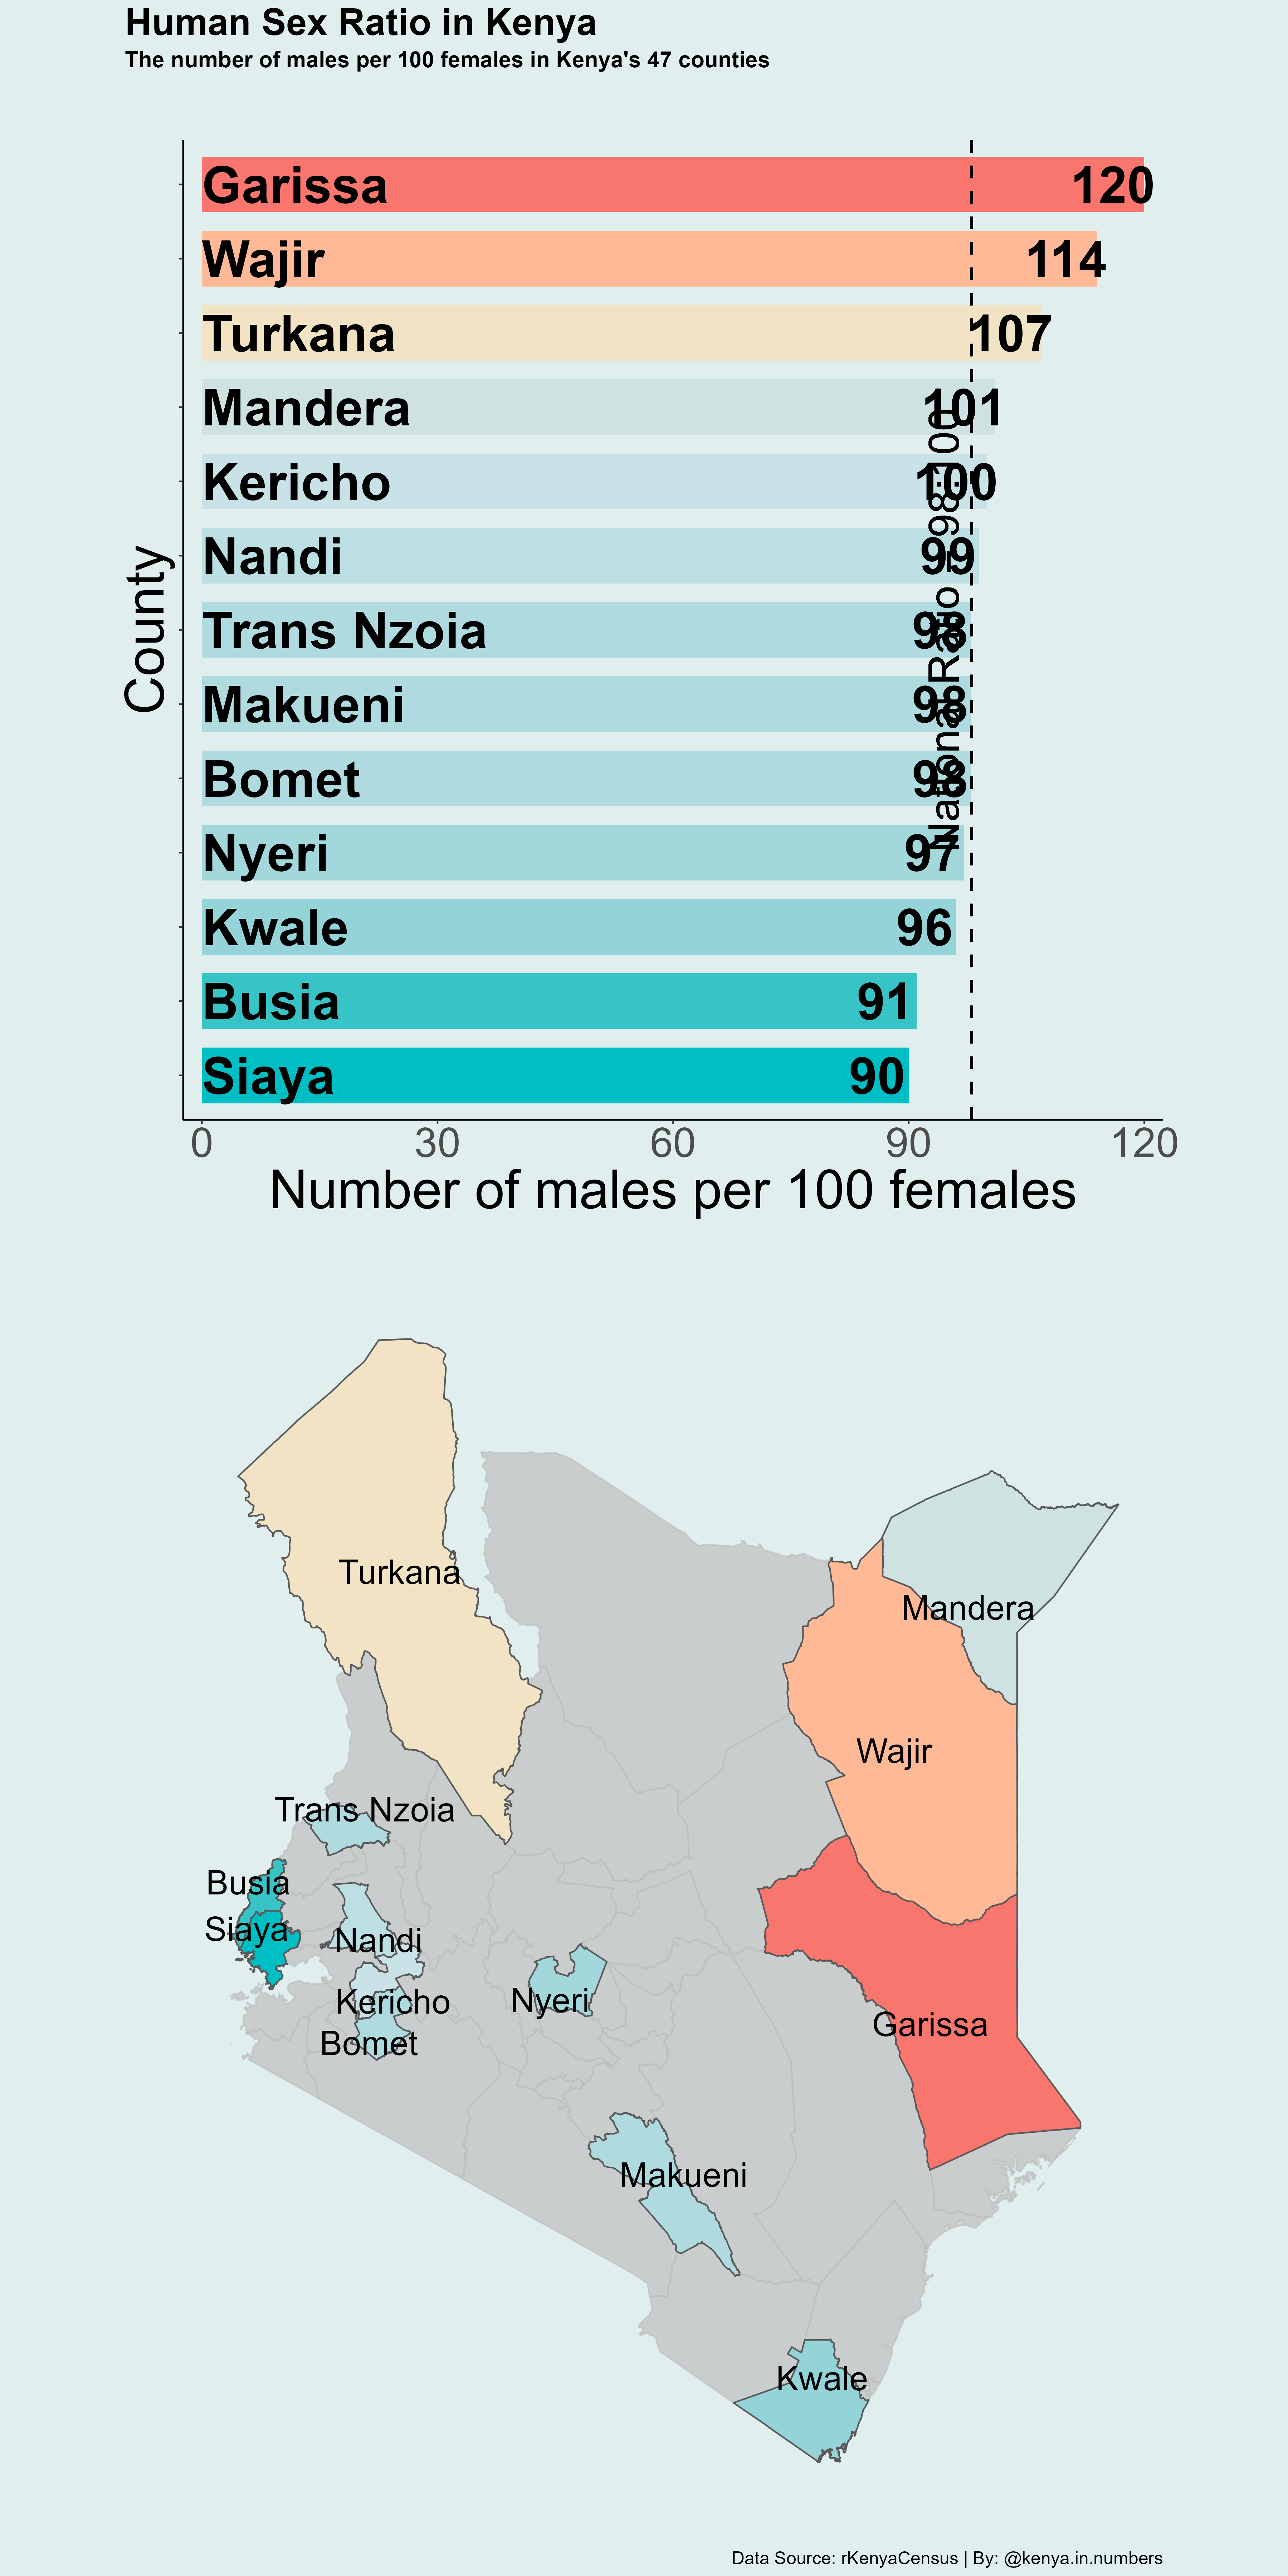 Human Sex Ratio in Kenya
The number of males per 100 females in Kenya's 47 counties
County
Garissa 120
Wajir 114
Turkana 107
Mandera 101
Kericho 100
Nandi 99
Trans Nzoia 98
Makueni 98
Bomet 98
Nyeri 97
Kwale 96
Busia 91
Siaya 90
National Ratio - 98:100
0 30 60 90 120
Number of males per 100 females
Turkana
Mandera
Wajir
Trans Nzoia
Busia
Siaya
Nandi
Kericho
Nyeri
Bomet
Garissa
Makueni
Kwale
Data Source: rKenyaCensus | By: @kenya.in.numbers